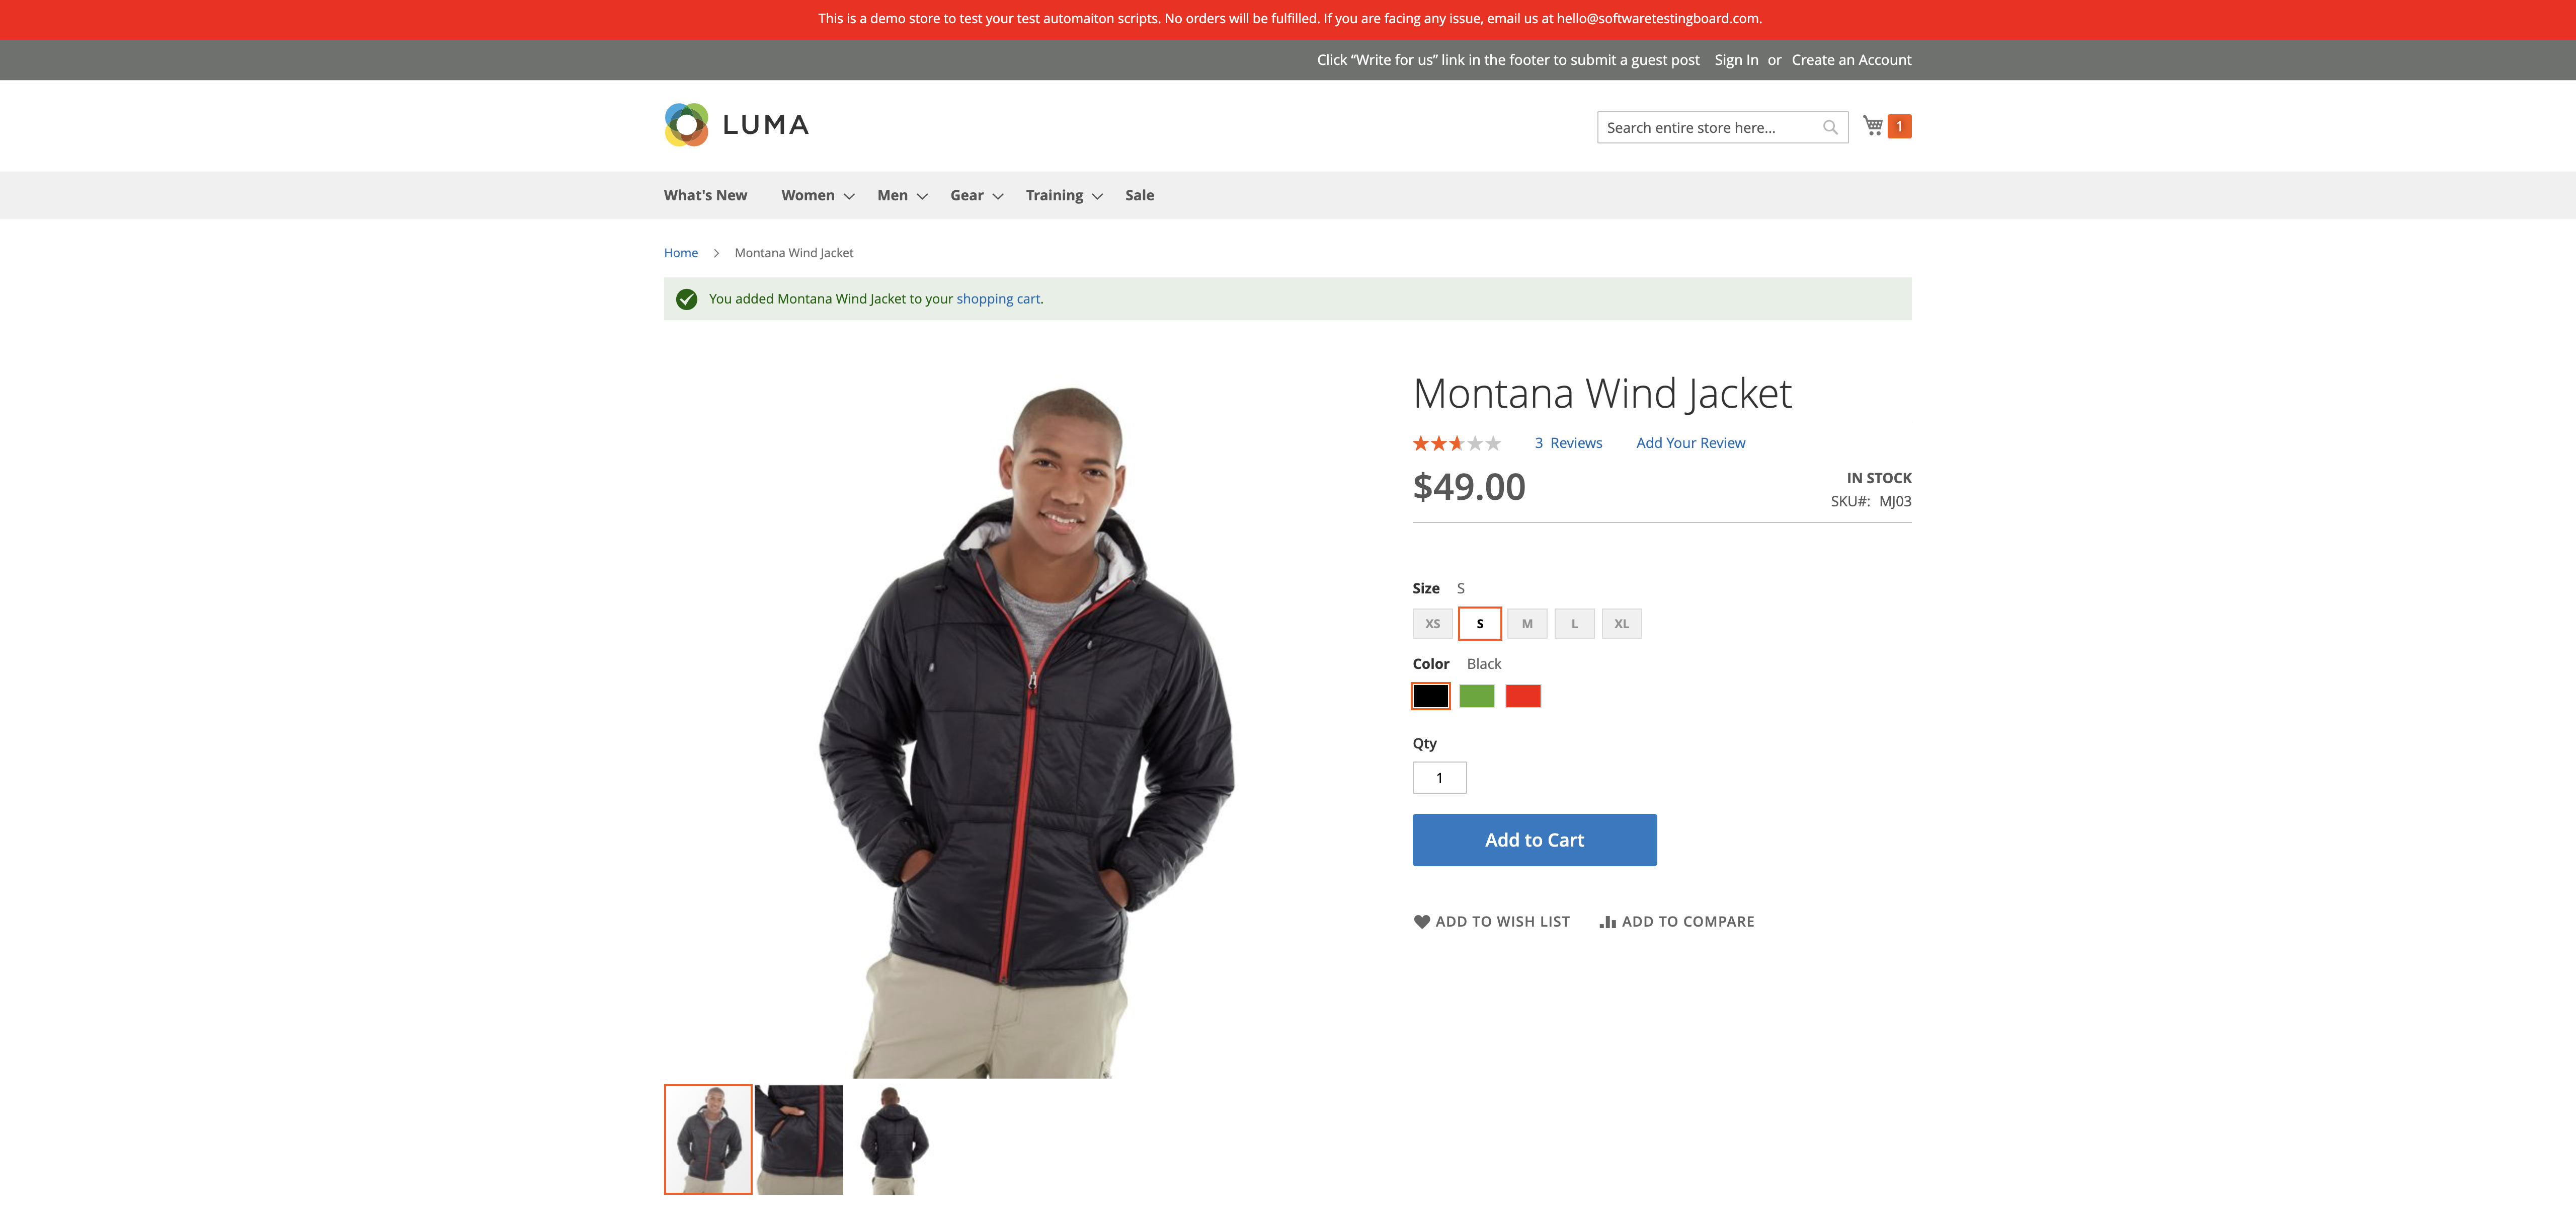 This is a demo store to test your test automaiton scripts. No orders will be fulfilled. If you are facing any issue, email us at hello@softwaretestingboard.com.
Click “Write for us” link in the footer to submit a guest post Sign In or Create an Account
LUMA
Search entire store here...
1
What's New Women Men Gear Training Sale
Home Montana Wind Jacket
You added Montana Wind Jacket to your shopping cart.
Montana Wind Jacket
3 Reviews Add Your Review
$49.00
IN STOCK
SKU#: MJ03
Size S
XS S M L XL
Color Black
Qty
1
Add to Cart
ADD TO WISH LIST ADD TO COMPARE